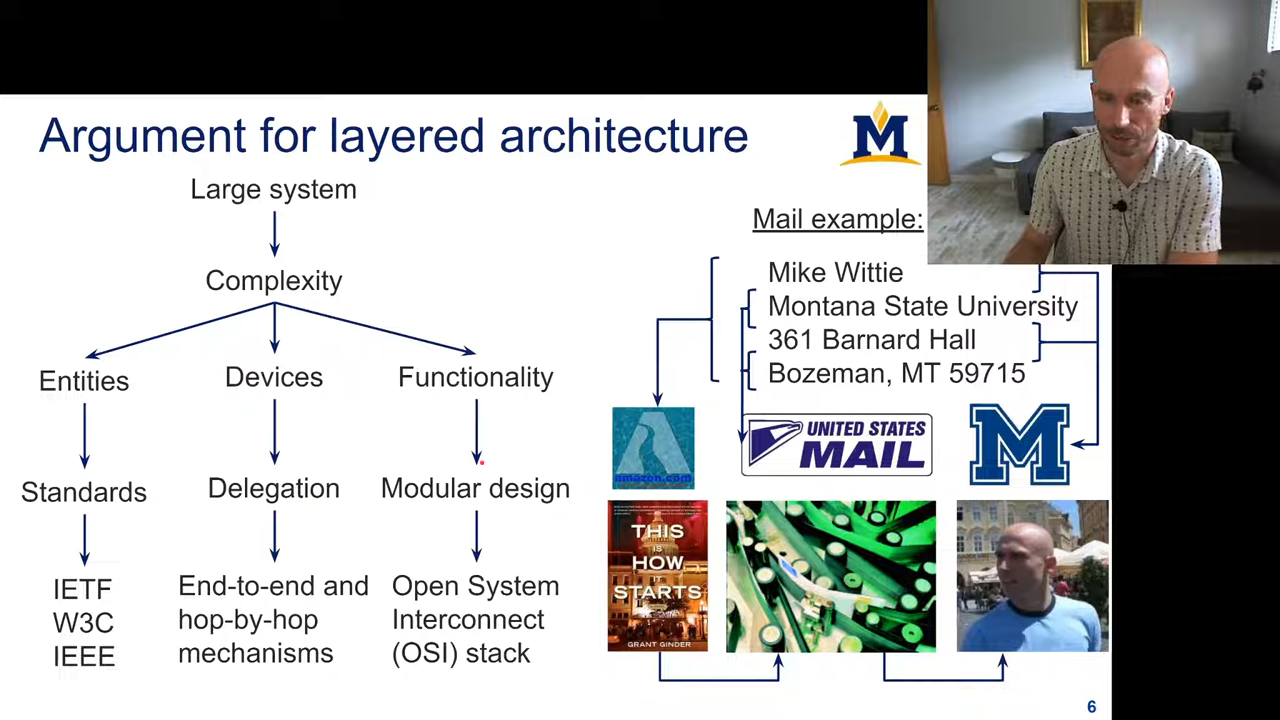 Argument for layered architecture
M
Large system
Complexity
Entities
Devices
Functionality
Standards
Delegation
Modular design
IETF
W3C
IEEE
End-to-end and
hop-by-hop
mechanisms
Open System
Interconnect
(OSI) stack
Mail example:
Mike Wittie
Montana State University
361 Barnard Hall
Bozeman, MT 59715
A
amazon.com
UNITED STATES
MAIL
M
THIS
IS
HOW
IT
STARTS
GRANT GINDER
6